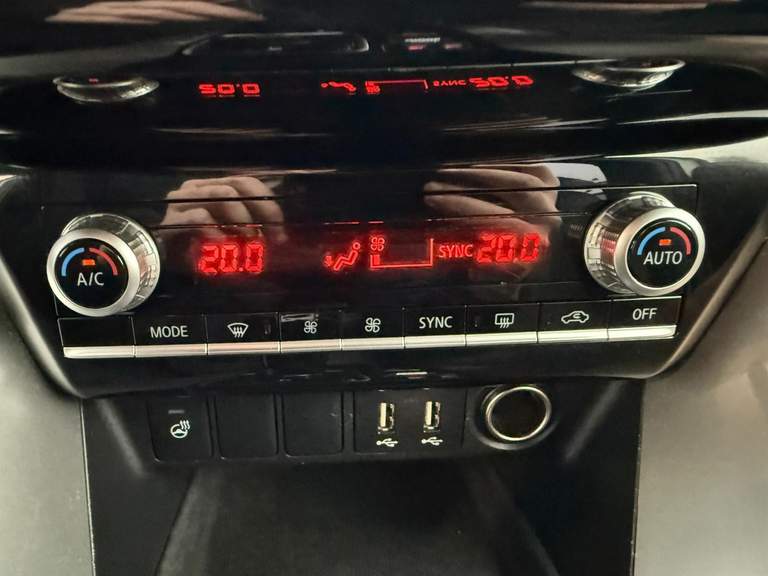 20.0 SYNC 20.0
A/C
AUTO
MODE SYNC OFF